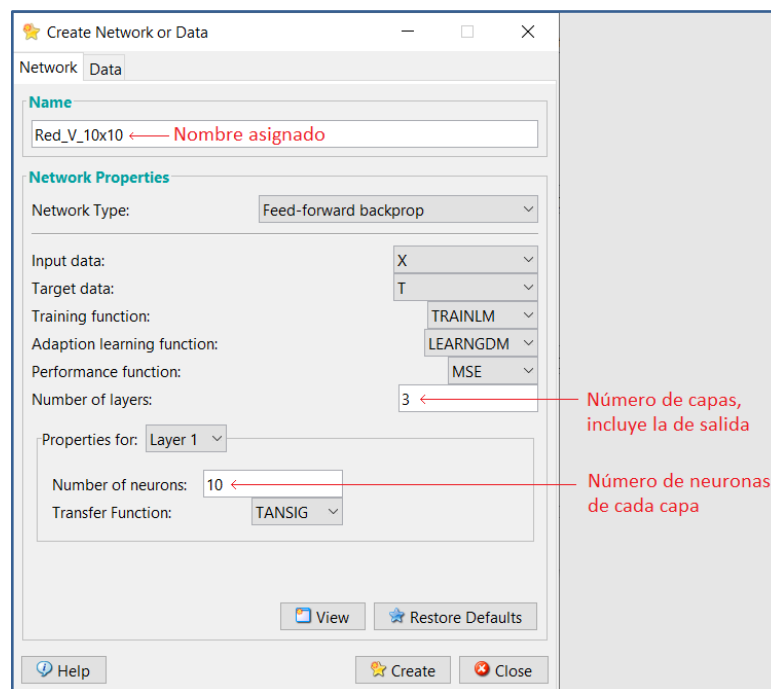 Create Network or Data
Network Data
Name
Red_V_10x10 Nombre asignado
Network Properties
Network Type: Feed-forward backprop
Input data: X
Target data: T
Training function: TRAINLM
Adaption learning function: LEARNGDM
Performance function: MSE
Number of layers: 3
Número de capas,
incluye la de salida
Properties for: Layer 1
Number of neurons: 10
Número de neuronas
de cada capa
Transfer Function: TANSIG
View Restore Defaults
Help Create Close